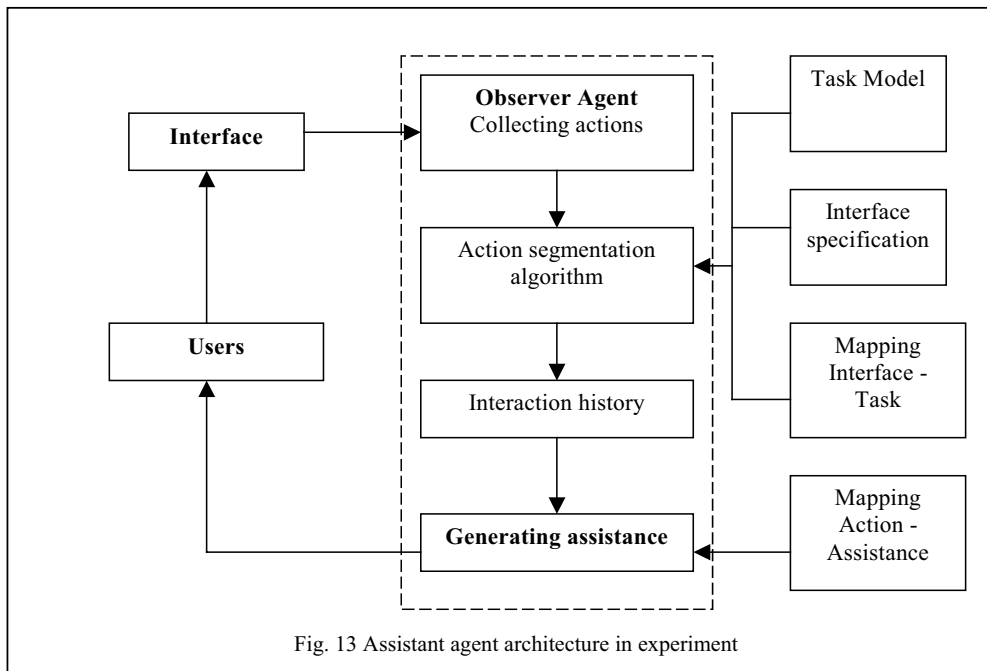 Interface
Users
Observer Agent
Collecting actions
Action segmentation
algorithm
Interaction history
Generating assistance
Task Model
Interface
specification
Mapping
Interface -
Task
Mapping
Action -
Assistance
Fig. 13 Assistant agent architecture in experiment